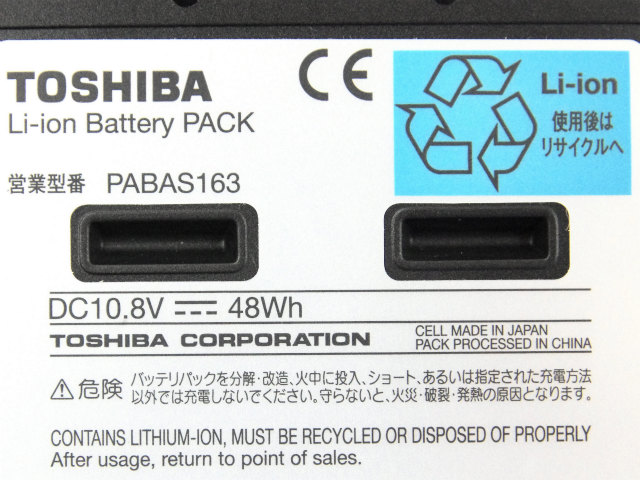 TOSHIBA
Li-ion Battery PACK
CE
Li-ion
使用後は
リサイクルへ
営業型番 PABAS163
DC10.8V 48Wh
TOSHIBA CORPORATION
CELL MADE IN JAPAN
PACK PROCESSED IN CHINA
⚠危険
バッテリパックを分解・改造、火中に投入、ショート、あるいは指定された充電方法
以外では充電しないでください。守らないと、火災・破裂・発熱の原因となります。
CONTAINS LITHIUM-ION, MUST BE RECYCLED OR DISPOSED OF PROPERLY
After usage, return to point of sales.